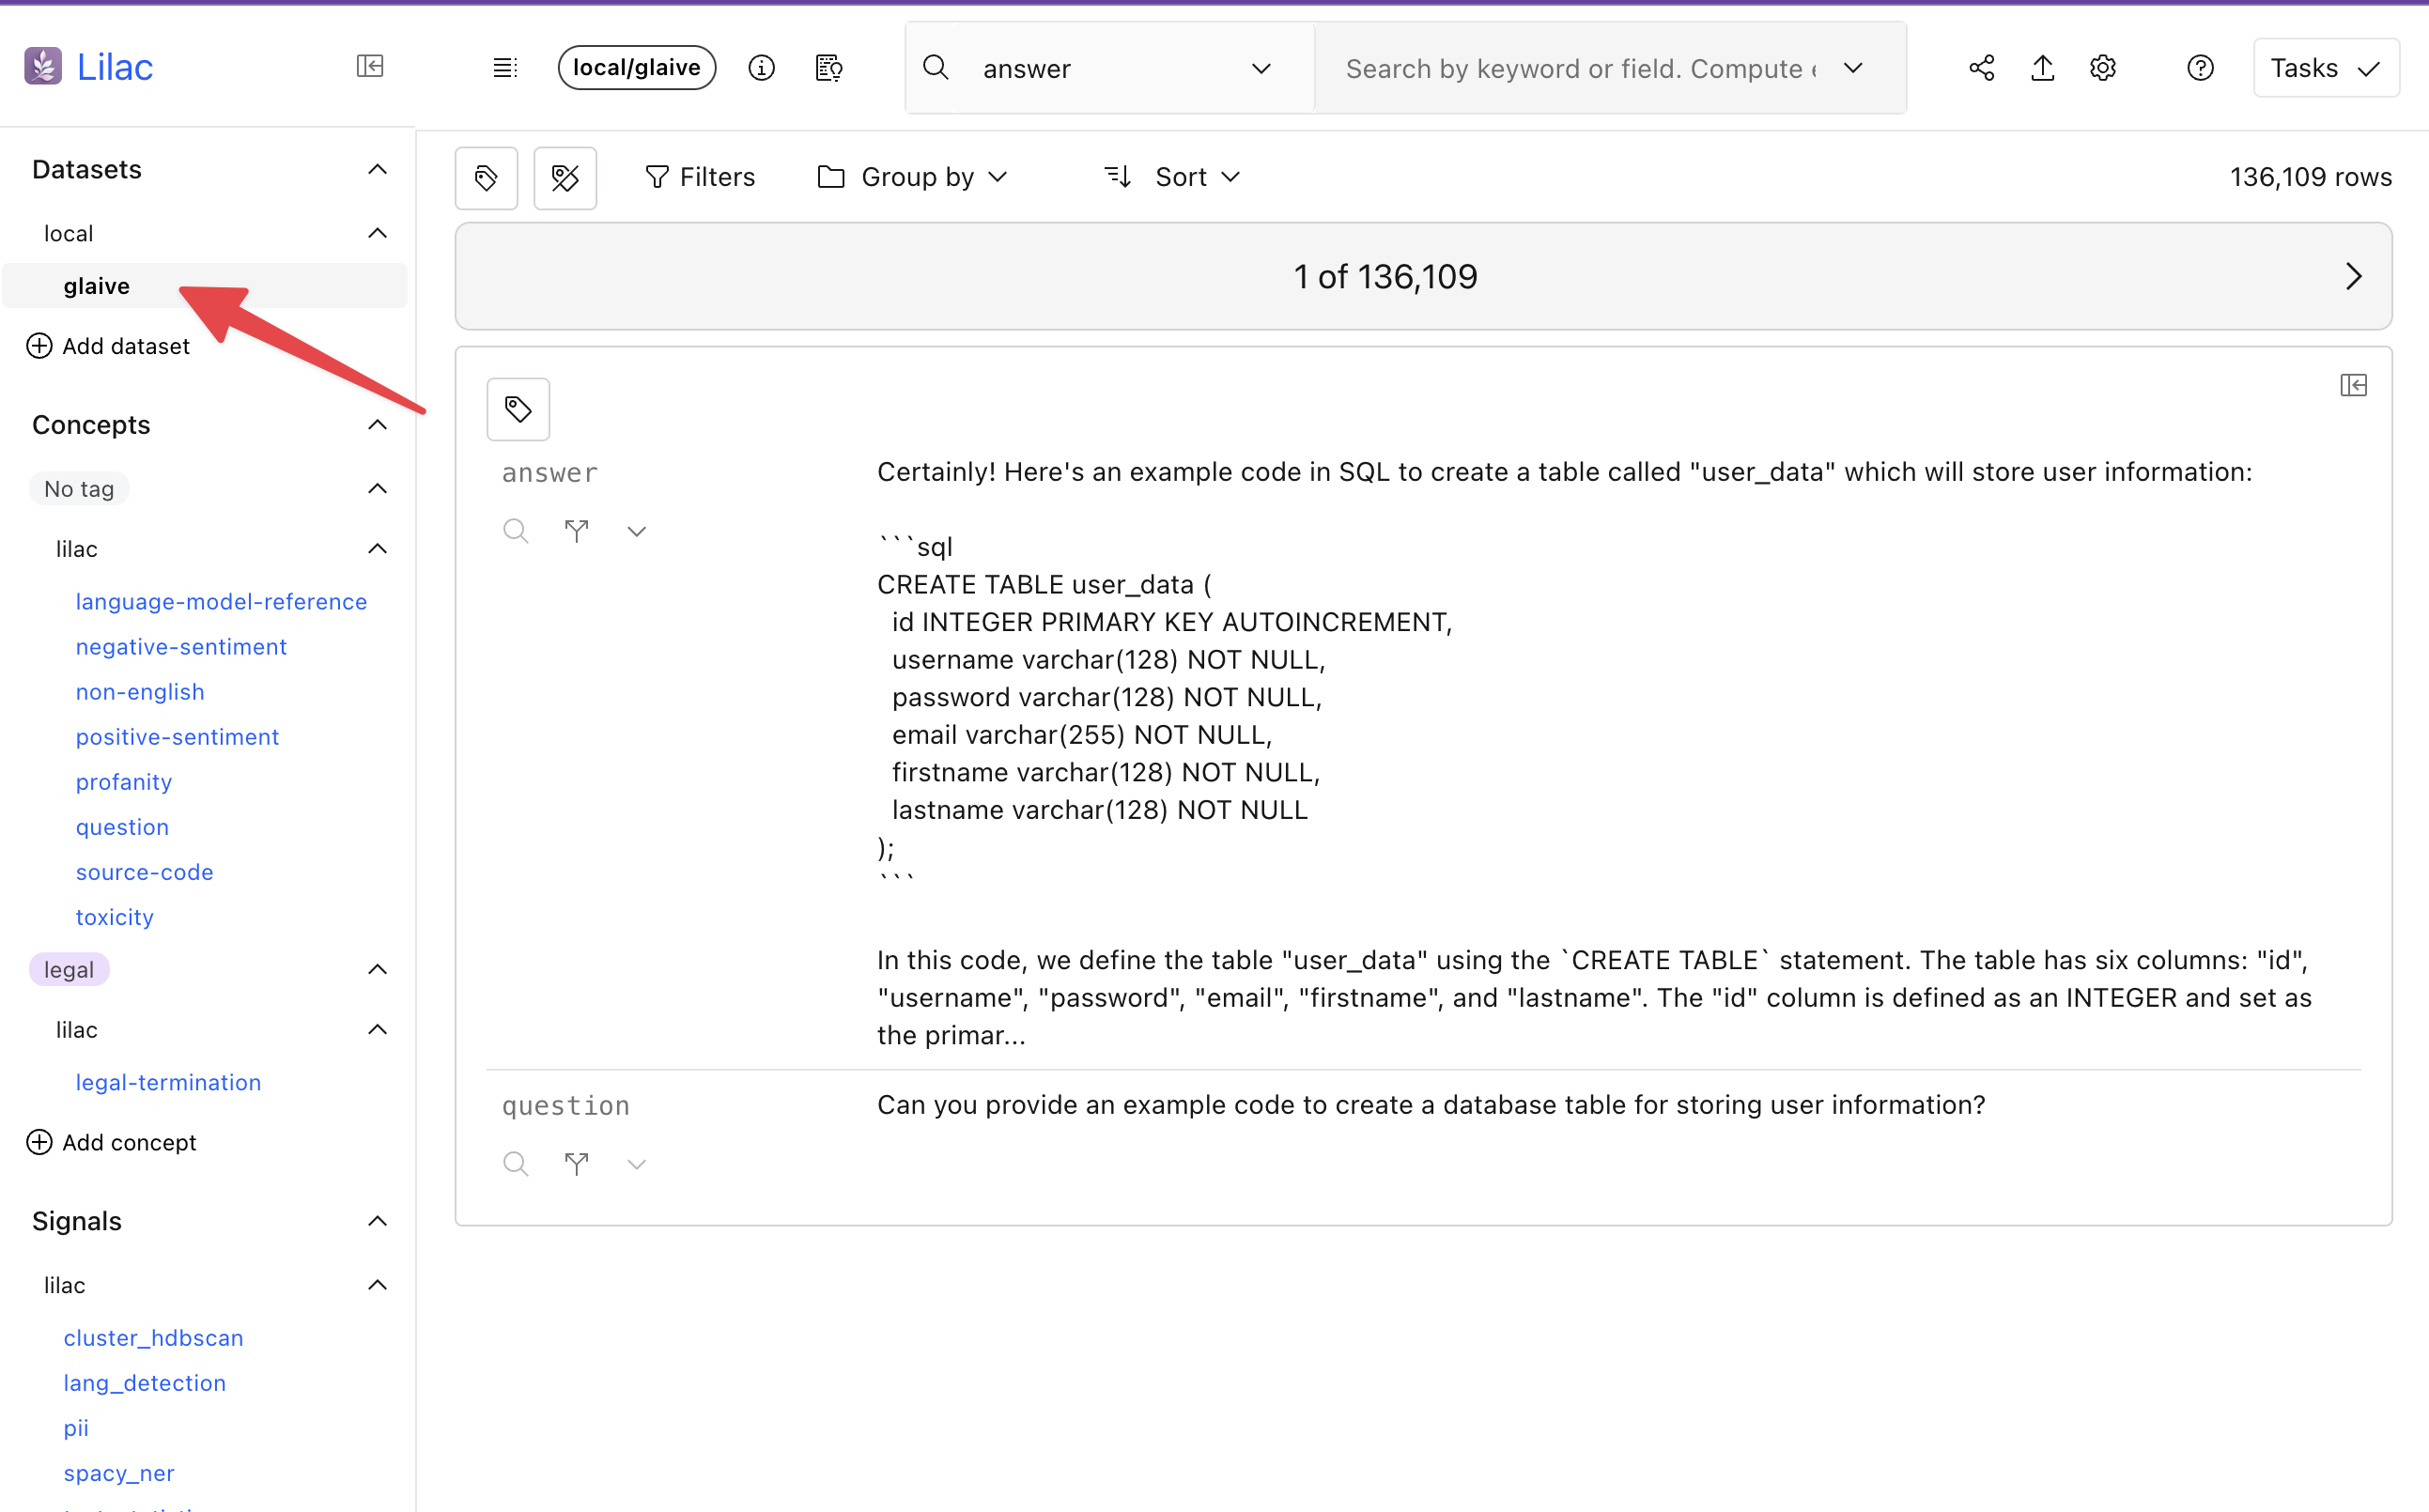 Lilac
local/glaive
answer
Search by keyword or field. Compute
Tasks
Datasets
local
glaive
Add dataset
Concepts
No tag
lilac
language-model-reference
negative-sentiment
non-english
positive-sentiment
profanity
question
source-code
toxicity
legal
lilac
legal-termination
Add concept
Signals
lilac
cluster_hdbscan
lang_detection
pii
spacy_ner
Filters
Group by
Sort
136,109 rows
1 of 136,109
answer
Certainly! Here's an example code in SQL to create a table called "user_data" which will store user information:
```sql
CREATE TABLE user_data (
id INTEGER PRIMARY KEY AUTOINCREMENT,
username varchar(128) NOT NULL,
password varchar(128) NOT NULL,
email varchar(255) NOT NULL,
firstname varchar(128) NOT NULL,
lastname varchar(128) NOT NULL
);
```
In this code, we define the table "user_data" using the `CREATE TABLE` statement. The table has six columns: "id",
"username", "password", "email", "firstname", and "lastname". The "id" column is defined as an INTEGER and set as
the primar...
question
Can you provide an example code to create a database table for storing user information?